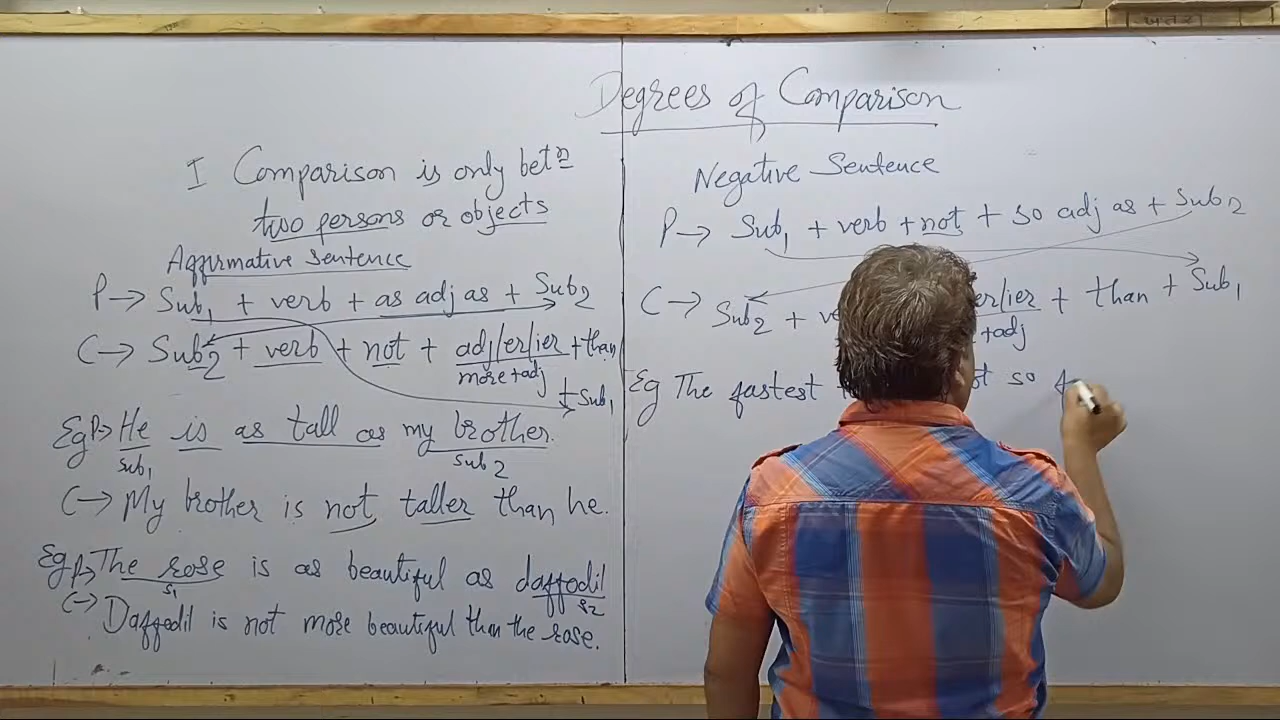 Degrees of Comparison
I Comparison is only betⁿ
two persons or objects
Affirmative Sentence
P → Sub₁ + verb + as adj as + Sub₂
C → Sub₂ + verb + not + adj/er/ier + than
more + adj
+ Sub₁
Eg P→ He is as tall as my brother.
Sub₁ Sub₂
C → My brother is not taller than he.
Eg P→ The rose is as beautiful as daffodil
S₁ S₂
C → Daffodil is not more beautiful than the rose.
Negative Sentence
P → Sub₁ + verb + not + so adj as + Sub₂
C → Sub₂ + er/ier + than + Sub₁
+adj
Eg The fastest so